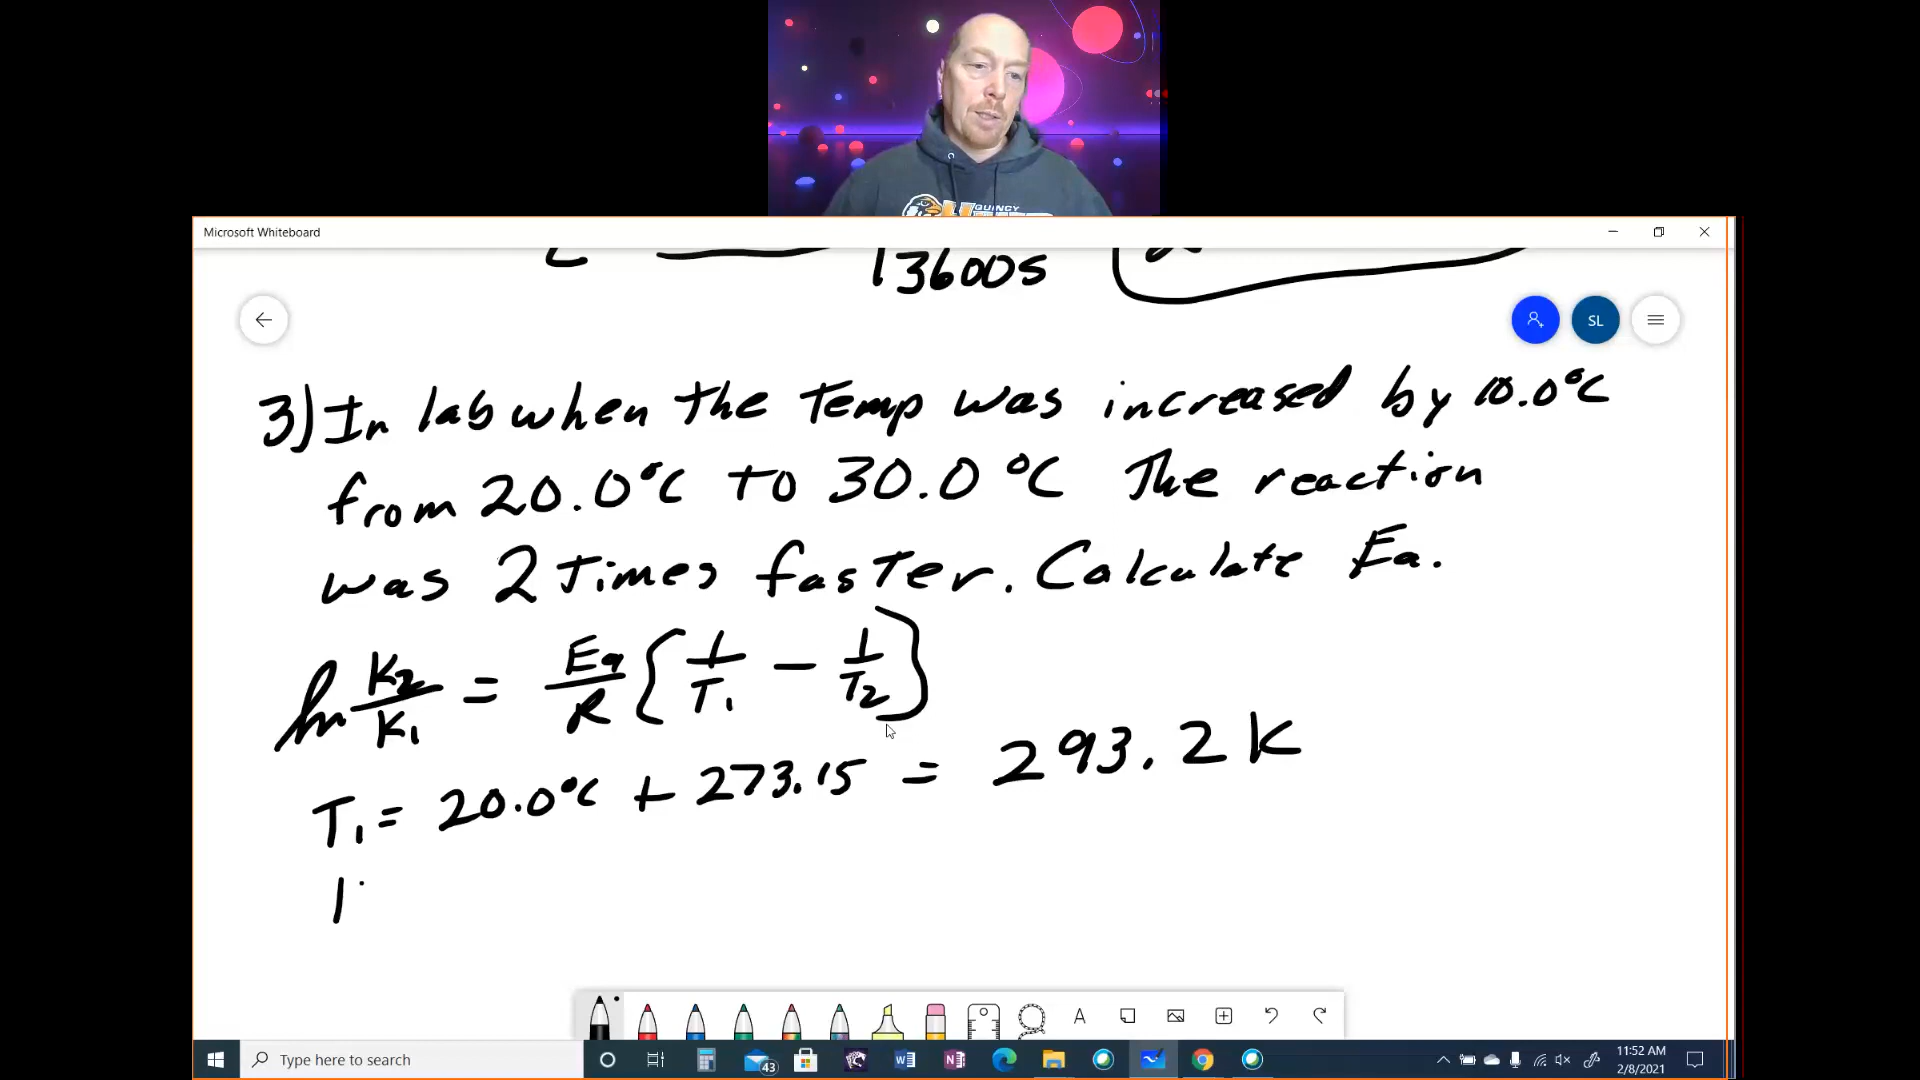 QUINCY
Microsoft Whiteboard
13600s
SL
3) In lab when the Temp was increased by 10.0°C
from 20.0°C to 30.0 °C The reaction
was 2 Times faster. Calculate Ea.
ln K2/K1 = Ea/R {1/T1 - 1/T2}
T1 = 20.0°C + 273.15 = 293.2 K
A
Type here to search
43
11:52 AM
2/8/2021